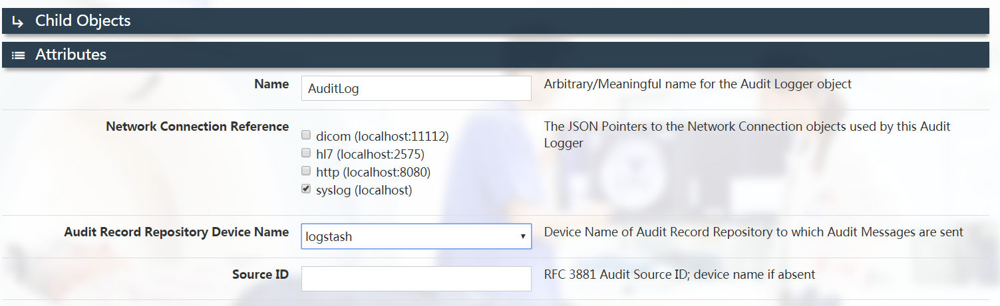 Child Objects
Attributes
Name
AuditLog
Arbitrary/Meaningful name for the Audit Logger object
Network Connection Reference
dicom (localhost:11112)
hl7 (localhost:2575)
http (localhost:8080)
syslog (localhost)
The JSON Pointers to the Network Connection objects used by this Audit
Logger
Audit Record Repository Device Name
logstash
Device Name of Audit Record Repository to which Audit Messages are sent
Source ID
RFC 3881 Audit Source ID; device name if absent